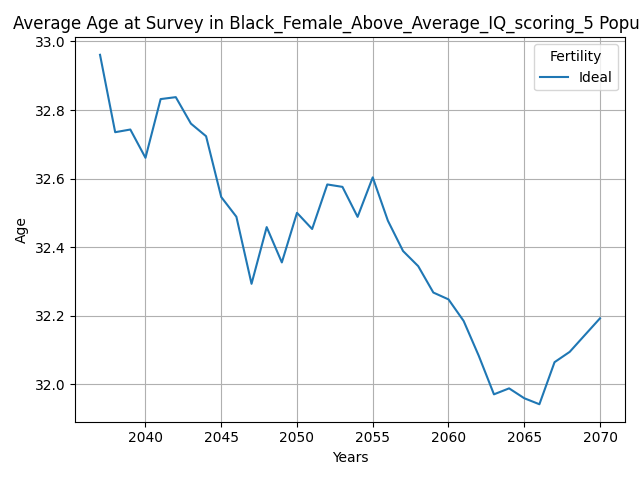 Average Age at Survey in Black_Female_Above_Average_IQ_scoring_5 Popu
Fertility
Ideal
33.0
32.8
32.6
32.4
32.2
32.0
Age
2040 2045 2050 2055 2060 2065 2070
Years